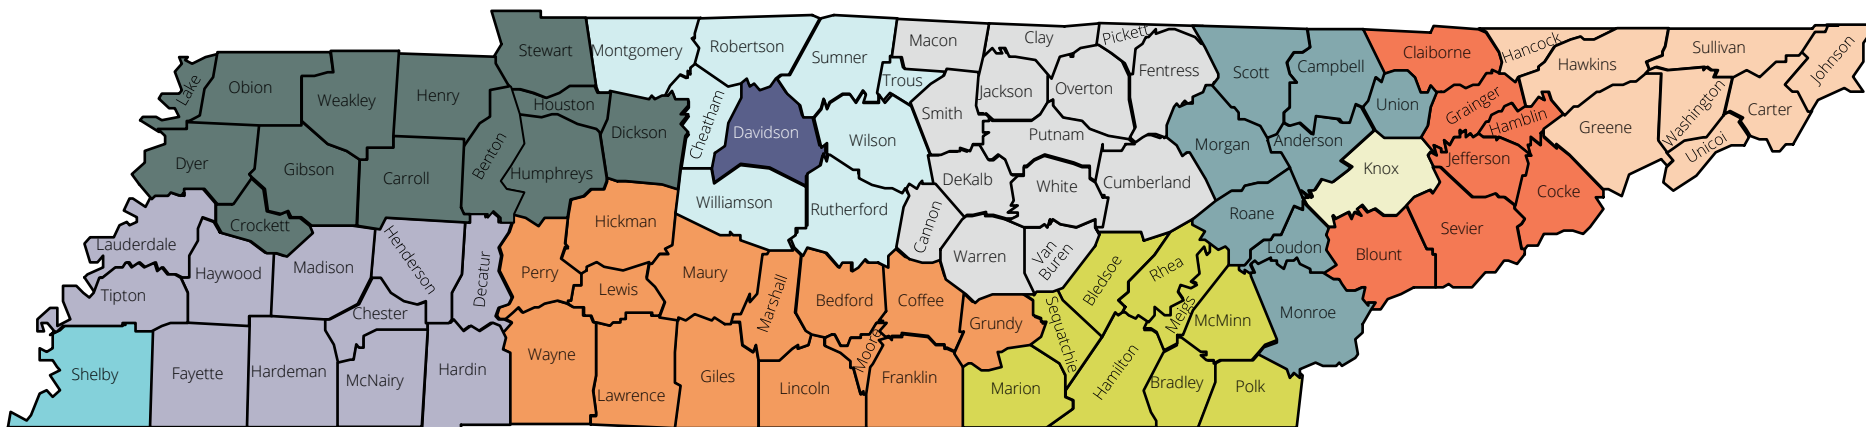 Lake
Obion
Weakley
Henry
Stewart
Houston
Montgomery
Robertson
Sumner
Trous
Macon
Clay
Pickett
Fentress
Scott
Campbell
Claiborne
Hancock
Hawkins
Sullivan
Johnson
Dyer
Gibson
Carroll
Benton
Humphreys
Dickson
Cheatham
Davidson
Wilson
Smith
Jackson
Overton
Putnam
Morgan
Anderson
Union
Grainger
Hamblin
Greene
Washington
Unicoi
Carter
Crockett
Hickman
Williamson
Rutherford
Cannon
DeKalb
White
Cumberland
Roane
Loudon
Knox
Jefferson
Cocke
Sevier
Blount
Lauderdale
Haywood
Madison
Henderson
Decatur
Perry
Lewis
Maury
Marshall
Bedford
Coffee
Warren
Van
Buren
Bledsoe
Rhea
Meigs
McMinn
Monroe
Tipton
Chester
Moore
Grundy
Sequatchie
Shelby
Fayette
Hardeman
McNairy
Hardin
Wayne
Lawrence
Giles
Lincoln
Franklin
Marion
Hamilton
Bradley
Polk